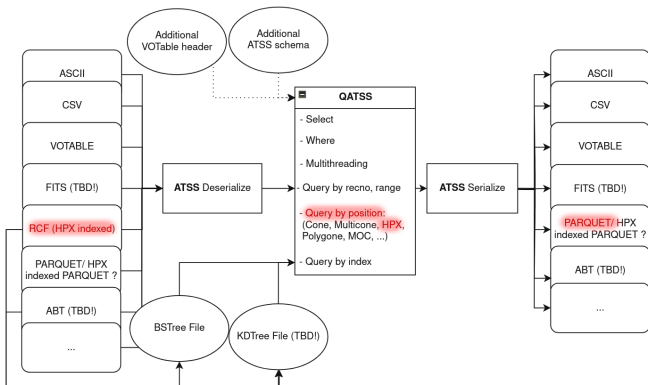 Additional
VOTable header
Additional
ATSS schema
ASCII
CSV
VOTABLE
FITS (TBD!)
RCF (HPX indexed)
PARQUET/ HPX
indexed PARQUET ?
ABT (TBD!)
...
ATSS Deserialize
QATSS
- Select
- Where
- Multithreading
- Query by recno, range
- Query by position:
(Cone, Multicone, HPX,
Polygone, MOC, ...)
- Query by index
BSTree File
KDTree File (TBD!)
ATSS Serialize
ASCII
CSV
VOTABLE
FITS (TBD!)
PARQUET/ HPX
indexed PARQUET ?
ABT (TBD!)
...